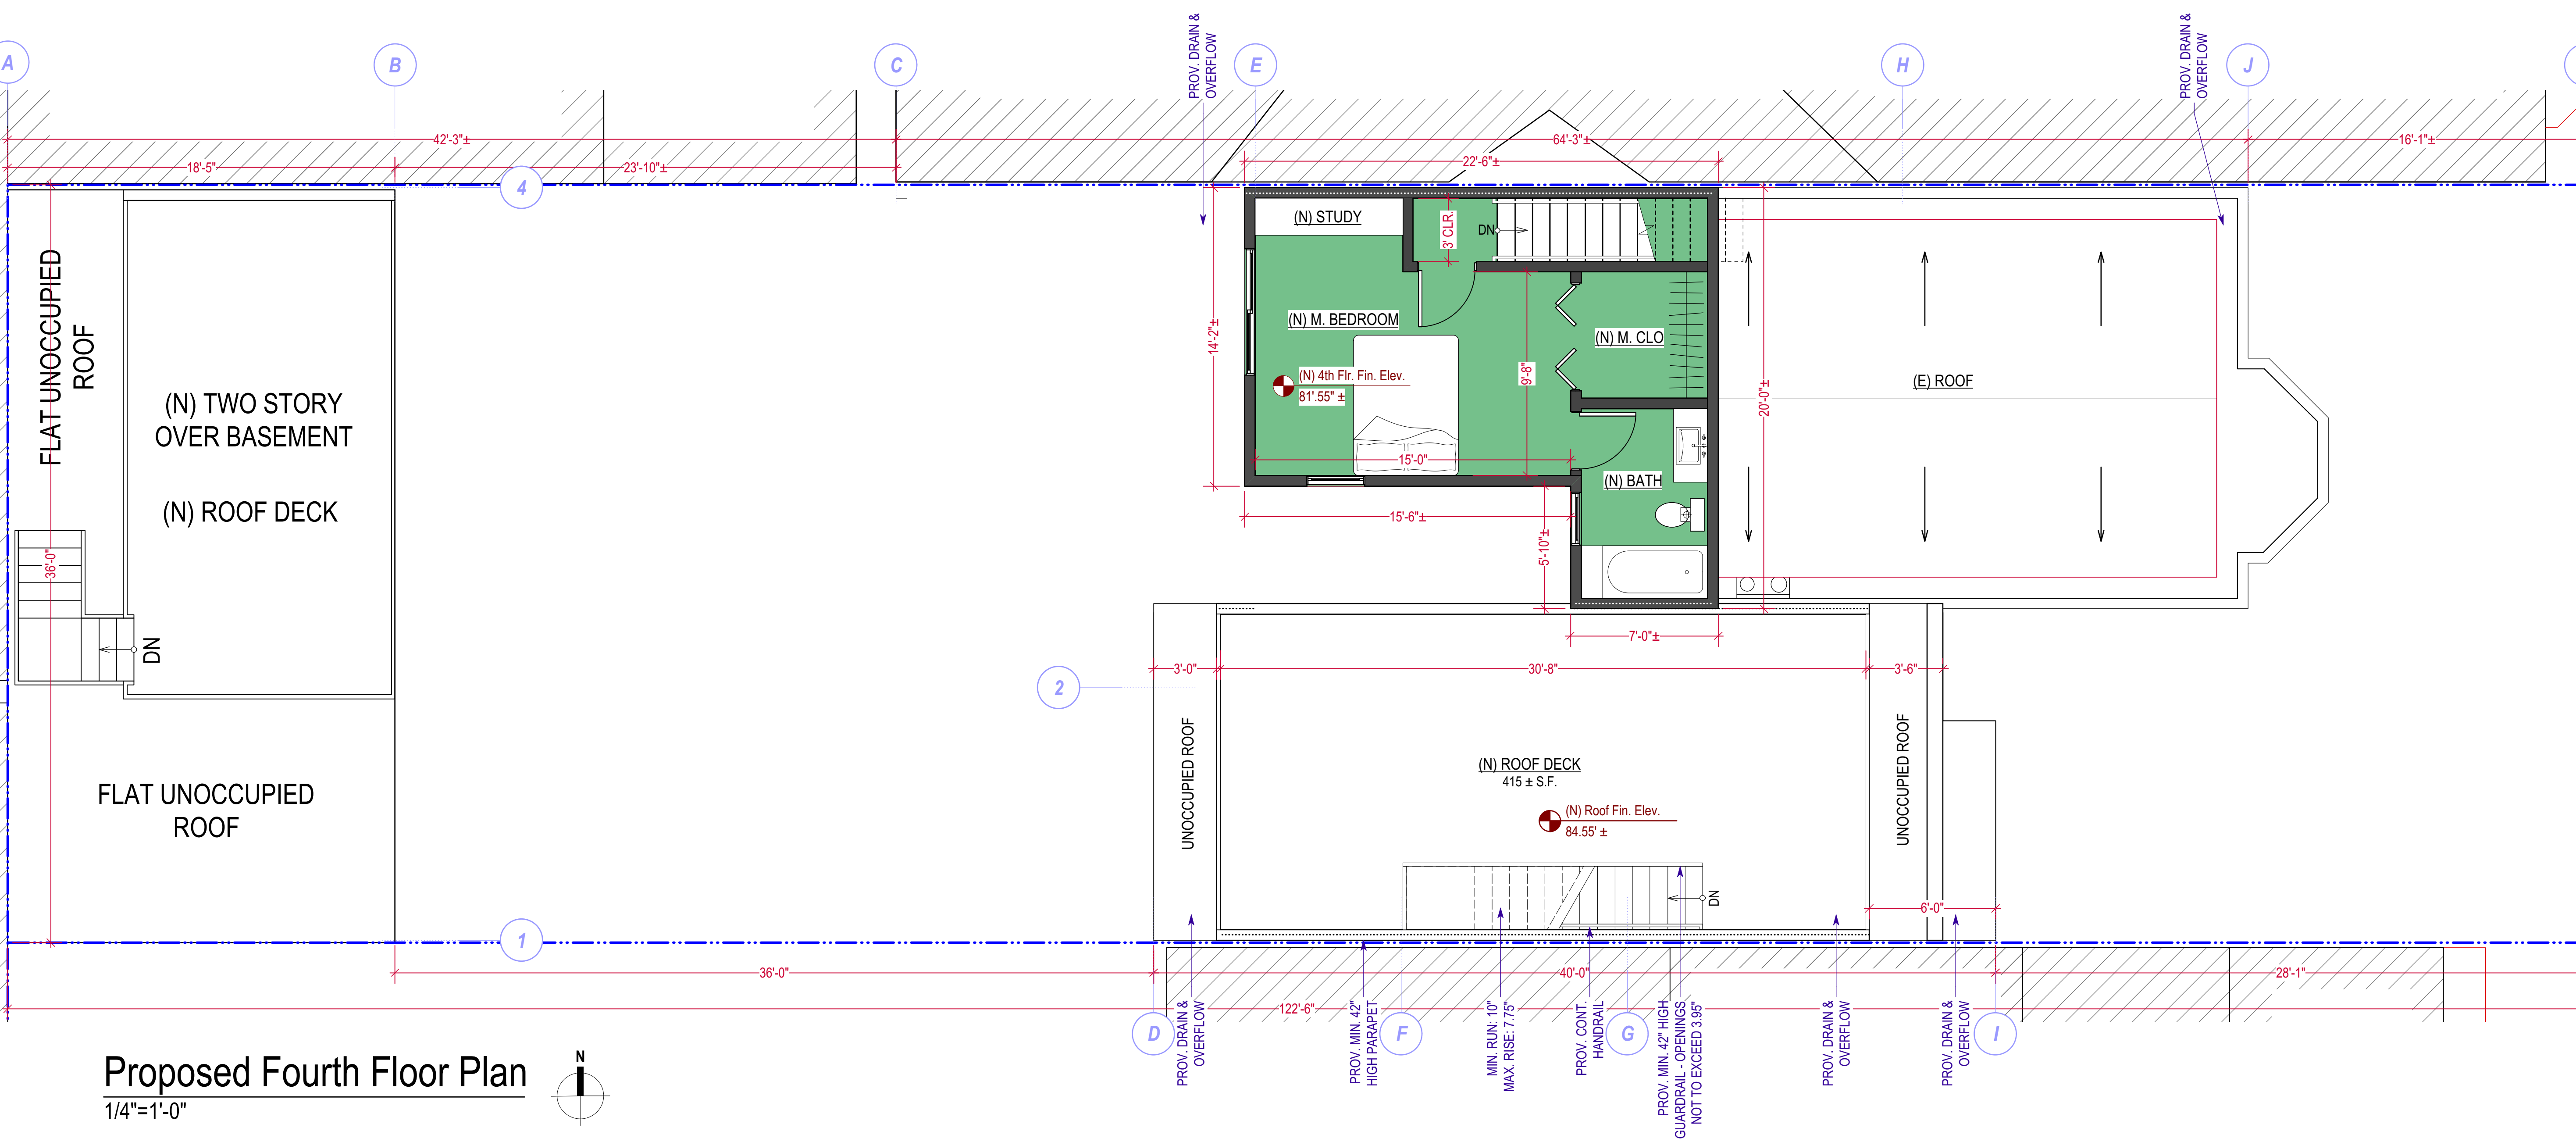 A
B
C
E
H
J
PROV. DRAIN &
OVERFLOW
PROV. DRAIN &
OVERFLOW
42'-3"±
64'-3"±
16'-1"±
18'-5"
23'-10"±
22'-6"±
4
FLAT UNOCCUPIED
ROOF
36'-0"
(N) TWO STORY
OVER BASEMENT
(N) ROOF DECK
DN
FLAT UNOCCUPIED
ROOF
(N) STUDY
3' CLR.
DN
14'-2"±
(N) M. BEDROOM
(N) M. CLO
(N) 4th Flr. Fin. Elev.
81'.55" ±
9'-8"
15'-0"
(N) BATH
20'-0"±
(E) ROOF
15'-6"±
5'-10"±
7'-0"±
2
3'-0"
30'-8"
3'-6"
UNOCCUPIED ROOF
(N) ROOF DECK
415 ± S.F.
(N) Roof Fin. Elev.
84.55' ±
UNOCCUPIED ROOF
DN
6'-0"
1
36'-0"
40'-0"
28'-1"
122'-6"
D
F
G
I
PROV. DRAIN &
OVERFLOW
PROV. MIN. 42"
HIGH PARAPET
MIN. RUN: 10"
MAX. RISE: 7.75"
PROV. CONT.
HANDRAIL
PROV. MIN. 42" HIGH
GUARDRAIL - OPENINGS
NOT TO EXCEED 3.95"
PROV. DRAIN &
OVERFLOW
PROV. DRAIN &
OVERFLOW
Proposed Fourth Floor Plan
1/4"=1'-0"
N